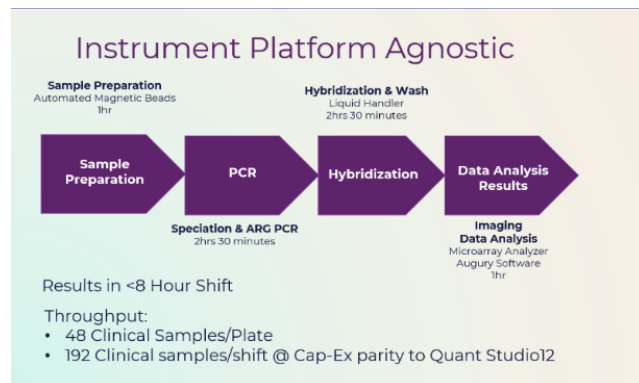 Instrument Platform Agnostic
Sample Preparation
Automated Magnetic Beads
1hr
Hybridization & Wash
Liquid Handler
2hrs 30 minutes
Sample
Preparation
PCR
Hybridization
Data Analysis
Results
Speciation & ARG PCR
2hrs 30 minutes
Imaging
Data Analysis
Microarray Analyzer
Augury Software
1hr
Results in <8 Hour Shift
Throughput:
• 48 Clinical Samples/Plate
• 192 Clinical samples/shift @ Cap-Ex parity to Quant Studio12